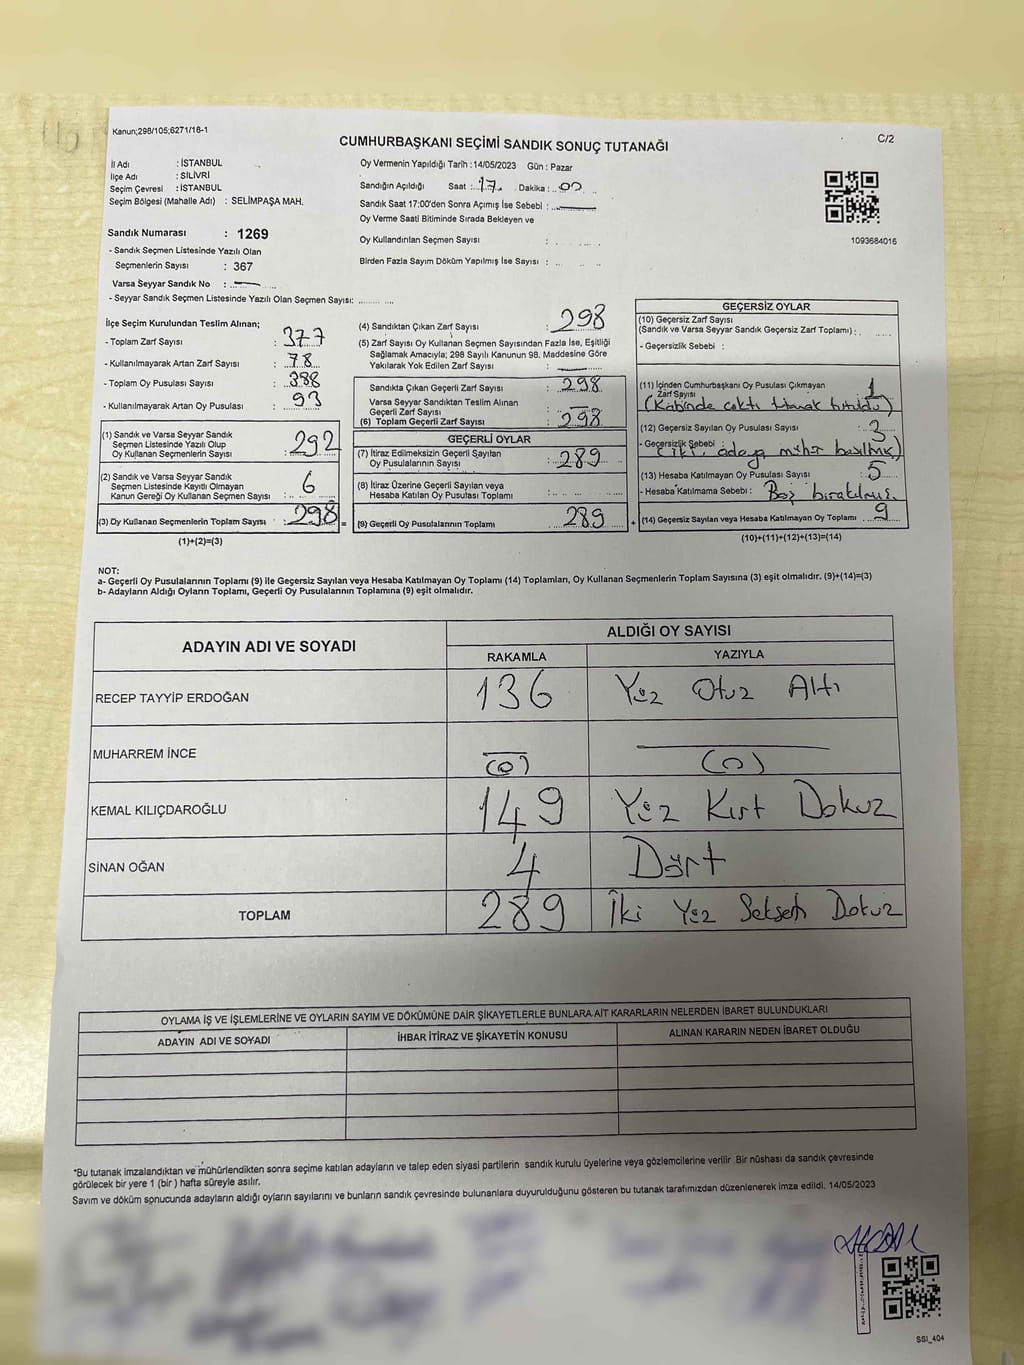 Kanun;298/105;6271/18-1
C/2
CUMHURBAŞKANI SEÇİMİ SANDIK SONUÇ TUTANAĞI
İl Adı : İSTANBUL
İlçe Adı : SİLİVRİ
Seçim Çevresi : İSTANBUL
Seçim Bölgesi (Mahalle Adı) : SELİMPAŞA MAH.
Sandık Numarası : 1269
- Sandık Seçmen Listesinde Yazılı Olan
Seçmenlerin Sayısı : 367
Varsa Seyyar Sandık No : —
- Seyyar Sandık Seçmen Listesinde Yazılı Olan Seçmen Sayısı: ......... ...
Oy Vermenin Yapıldığı Tarih : 14/05/2023 Gün : Pazar
Sandığın Açıldığı Saat : 17 Dakika : 00
Sandık Saat 17:00'den Sonra Açımış İse Sebebi : —
Oy Verme Saati Bitiminde Sırada Bekleyen ve
Oy Kullandırılan Seçmen Sayısı :
Birden Fazla Sayım Döküm Yapılmış İse Sayısı :
1093684016
İlçe Seçim Kurulundan Teslim Alınan;
- Toplam Zarf Sayısı : 377
- Kullanılmayarak Artan Zarf Sayısı : 78
- Toplam Oy Pusulası Sayısı : 388
- Kullanılmayarak Artan Oy Pusulası : 93
(1) Sandık ve Varsa Seyyar Sandık
Seçmen Listesinde Yazılı Olup
Oy Kullanan Seçmenlerin Sayısı : 292
(2) Sandık ve Varsa Seyyar Sandık
Seçmen Listesinde Kayıtlı Olmayan
Kanun Gereği Oy Kullanan Seçmen Sayısı : 6
(3) Oy Kullanan Seçmenlerin Toplam Sayısı : 298 =
(1)+(2)=(3)
(4) Sandıktan Çıkan Zarf Sayısı : 298
(5) Zarf Sayısı Oy Kullanan Seçmen Sayısından Fazla İse, Eşitliği
Sağlamak Amacıyla; 298 Sayılı Kanunun 98. Maddesine Göre
Yakılarak Yok Edilen Zarf Sayısı : —
Sandıkta Çıkan Geçerli Zarf Sayısı : 298
Varsa Seyyar Sandıktan Teslim Alınan
Geçerli Zarf Sayısı : —
(6) Toplam Geçerli Zarf Sayısı : 298
GEÇERLİ OYLAR
(7) İtiraz Edilmeksizin Geçerli Sayılan
Oy Pusulalarının Sayısı : 289
(8) İtiraz Üzerine Geçerli Sayılan veya
Hesaba Katılan Oy Pusulası Toplamı :
(9) Geçerli Oy Pusulalarının Toplamı 289 +
GEÇERSİZ OYLAR
(10) Geçersiz Zarf Sayısı
(Sandık ve Varsa Seyyar Sandık Geçersiz Zarf Toplamı) :
- Geçersizlik Sebebi :
(11) İçinden Cumhurbaşkanı Oy Pusulası Çıkmayan
Zarf Sayısı : 1
(Kabinde çaktı tutuldu)
(12) Geçersiz Sayılan Oy Pusulası Sayısı : 3
- Geçersizlik Sebebi : (iki adaya mühür basılmış)
(13) Hesaba Katılmayan Oy Pusulası Sayısı : 5
- Hesaba Katılmama Sebebi : Boş bırakılmış
(14) Geçersiz Sayılan veya Hesaba Katılmayan Oy Toplamı 9
(10)+(11)+(12)+(13)=(14)
NOT:
a- Geçerli Oy Pusulalarının Toplamı (9) ile Geçersiz Sayılan veya Hesaba Katılmayan Oy Toplamı (14) Toplamları, Oy Kullanan Seçmenlerin Toplam Sayısına (3) eşit olmalıdır. (9)+(14)=(3)
b- Adayların Aldığı Oyların Toplamı, Geçerli Oy Pusulalarının Toplamına (9) eşit olmalıdır.
ADAYIN ADI VE SOYADI
ALDIĞI OY SAYISI
RAKAMLA YAZIYLA
RECEP TAYYİP ERDOĞAN 136 Yüz Otuz Altı
MUHARREM İNCE (0) (0)
KEMAL KILIÇDAROĞLU 149 Yüz Kırk Dokuz
SİNAN OĞAN 4 Dört
TOPLAM 289 İki Yüz Seksen Dokuz
OYLAMA İŞ VE İŞLEMLERİNE VE OYLARIN SAYIM VE DÖKÜMÜNE DAİR ŞİKAYETLERLE BUNLARA AİT KARARLARIN NELERDEN İBARET BULUNDUKLARI
ADAYIN ADI VE SOYADI İHBAR İTİRAZ VE ŞİKAYETİN KONUSU ALINAN KARARIN NEDEN İBARET OLDUĞU
*Bu tutanak imzalandıktan ve mühürlendikten sonra seçime katılan adayların ve talep eden siyasi partilerin sandık kurulu üyelerine veya gözlemcilerine verilir Bir nüshası da sandık çevresinde
görülecek bir yere 1 (bir ) hafta süreyle asılır.
Sayım ve döküm sonucunda adayların aldığı oyların sayılarını ve bunların sandık çevresinde bulunanlara duyurulduğunu gösteren bu tutanak tarafımızdan düzenlenerek imza edildi. 14/05/2023
SSI_404